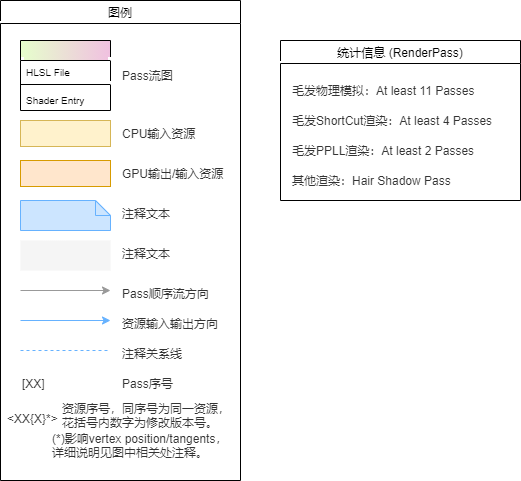 图例
HLSL File
Shader Entry
Pass流图
CPU输入资源
GPU输出/输入资源
注释文本
注释文本
Pass顺序流方向
资源输入输出方向
注释关系线
[XX]
Pass序号
<XX{X}*>
资源序号，同序号为同一资源，
花括号内数字为修改版本号。
(*)影响vertex position/tangents，
详细说明见图中相关处注释。
统计信息 (RenderPass)
毛发物理模拟：At least 11 Passes
毛发ShortCut渲染：At least 4 Passes
毛发PPLL渲染：At least 2 Passes
其他渲染：Hair Shadow Pass